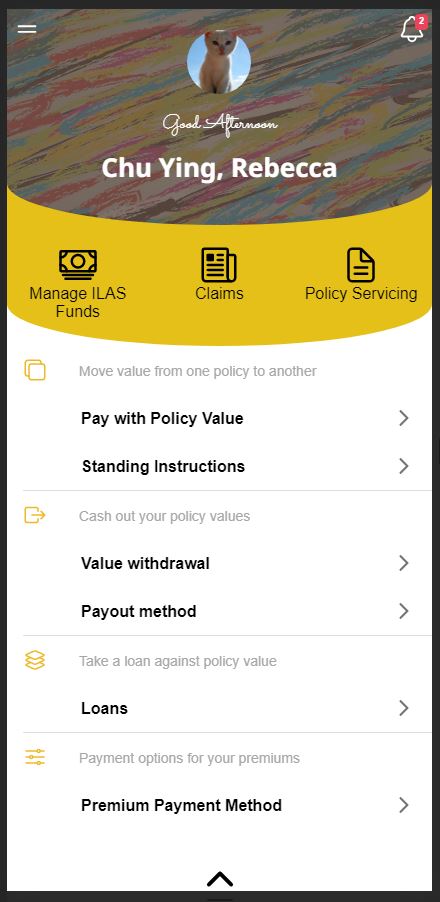 2
Good Afternoon
Chu Ying, Rebecca
Manage ILAS
Funds
Claims
Policy Servicing
Move value from one policy to another
Pay with Policy Value
Standing Instructions
Cash out your policy values
Value withdrawal
Payout method
Take a loan against policy value
Loans
Payment options for your premiums
Premium Payment Method